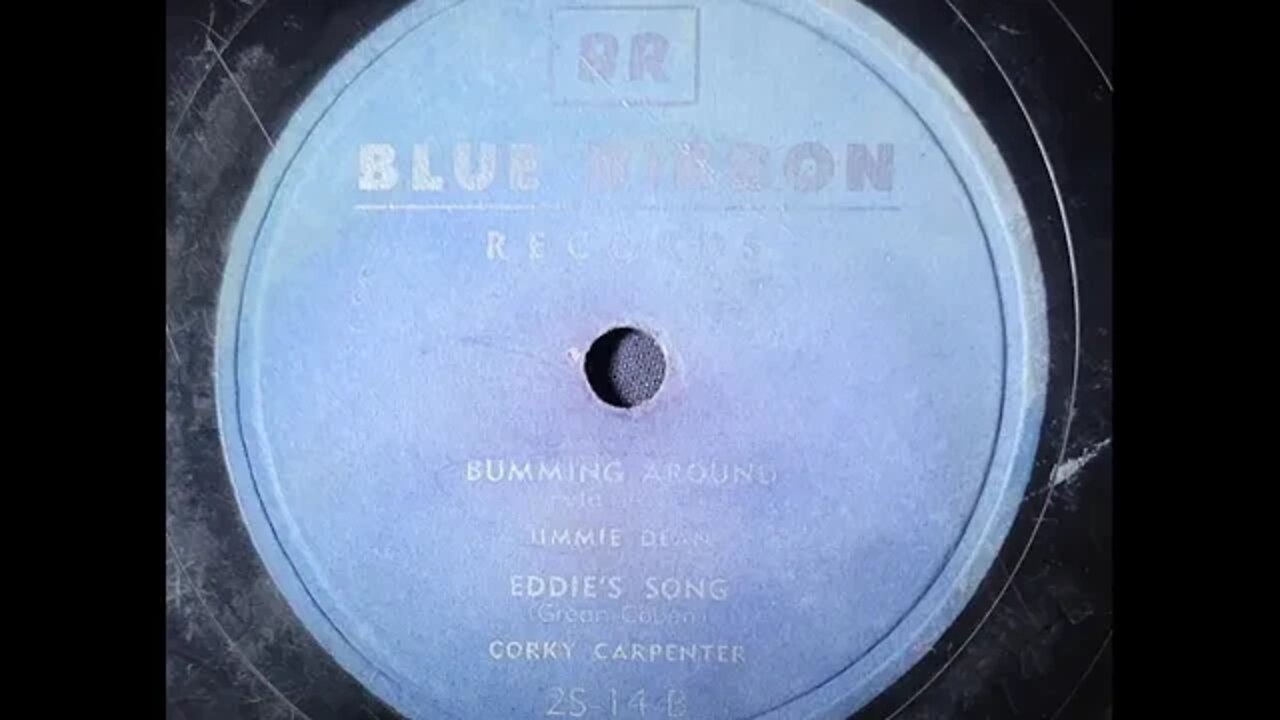 BR
BLUE RIBBON
RECORDS
BUMMING AROUND
JIMMIE DEAN
EDDIE'S SONG
CORKY CARPENTER
2S-14-B